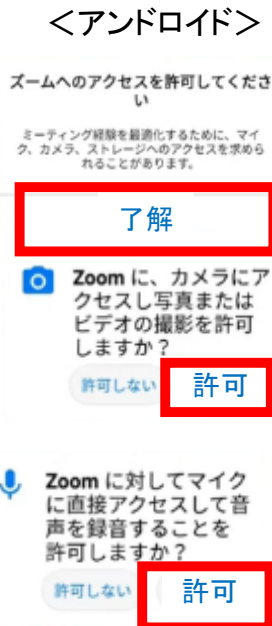 ＜アンドロイド＞
ズームへのアクセスを許可してくださ
い
ミーティング経験を最適化するために、マイ
ク、カメラ、ストレージへのアクセスを求めら
れることがあります。
了解
Zoom に、カメラにア
クセスし写真または
ビデオの撮影を許可
しますか？
許可しない 許可
Zoom に対してマイク
に直接アクセスして音
声を録音することを
許可しますか？
許可しない 許可